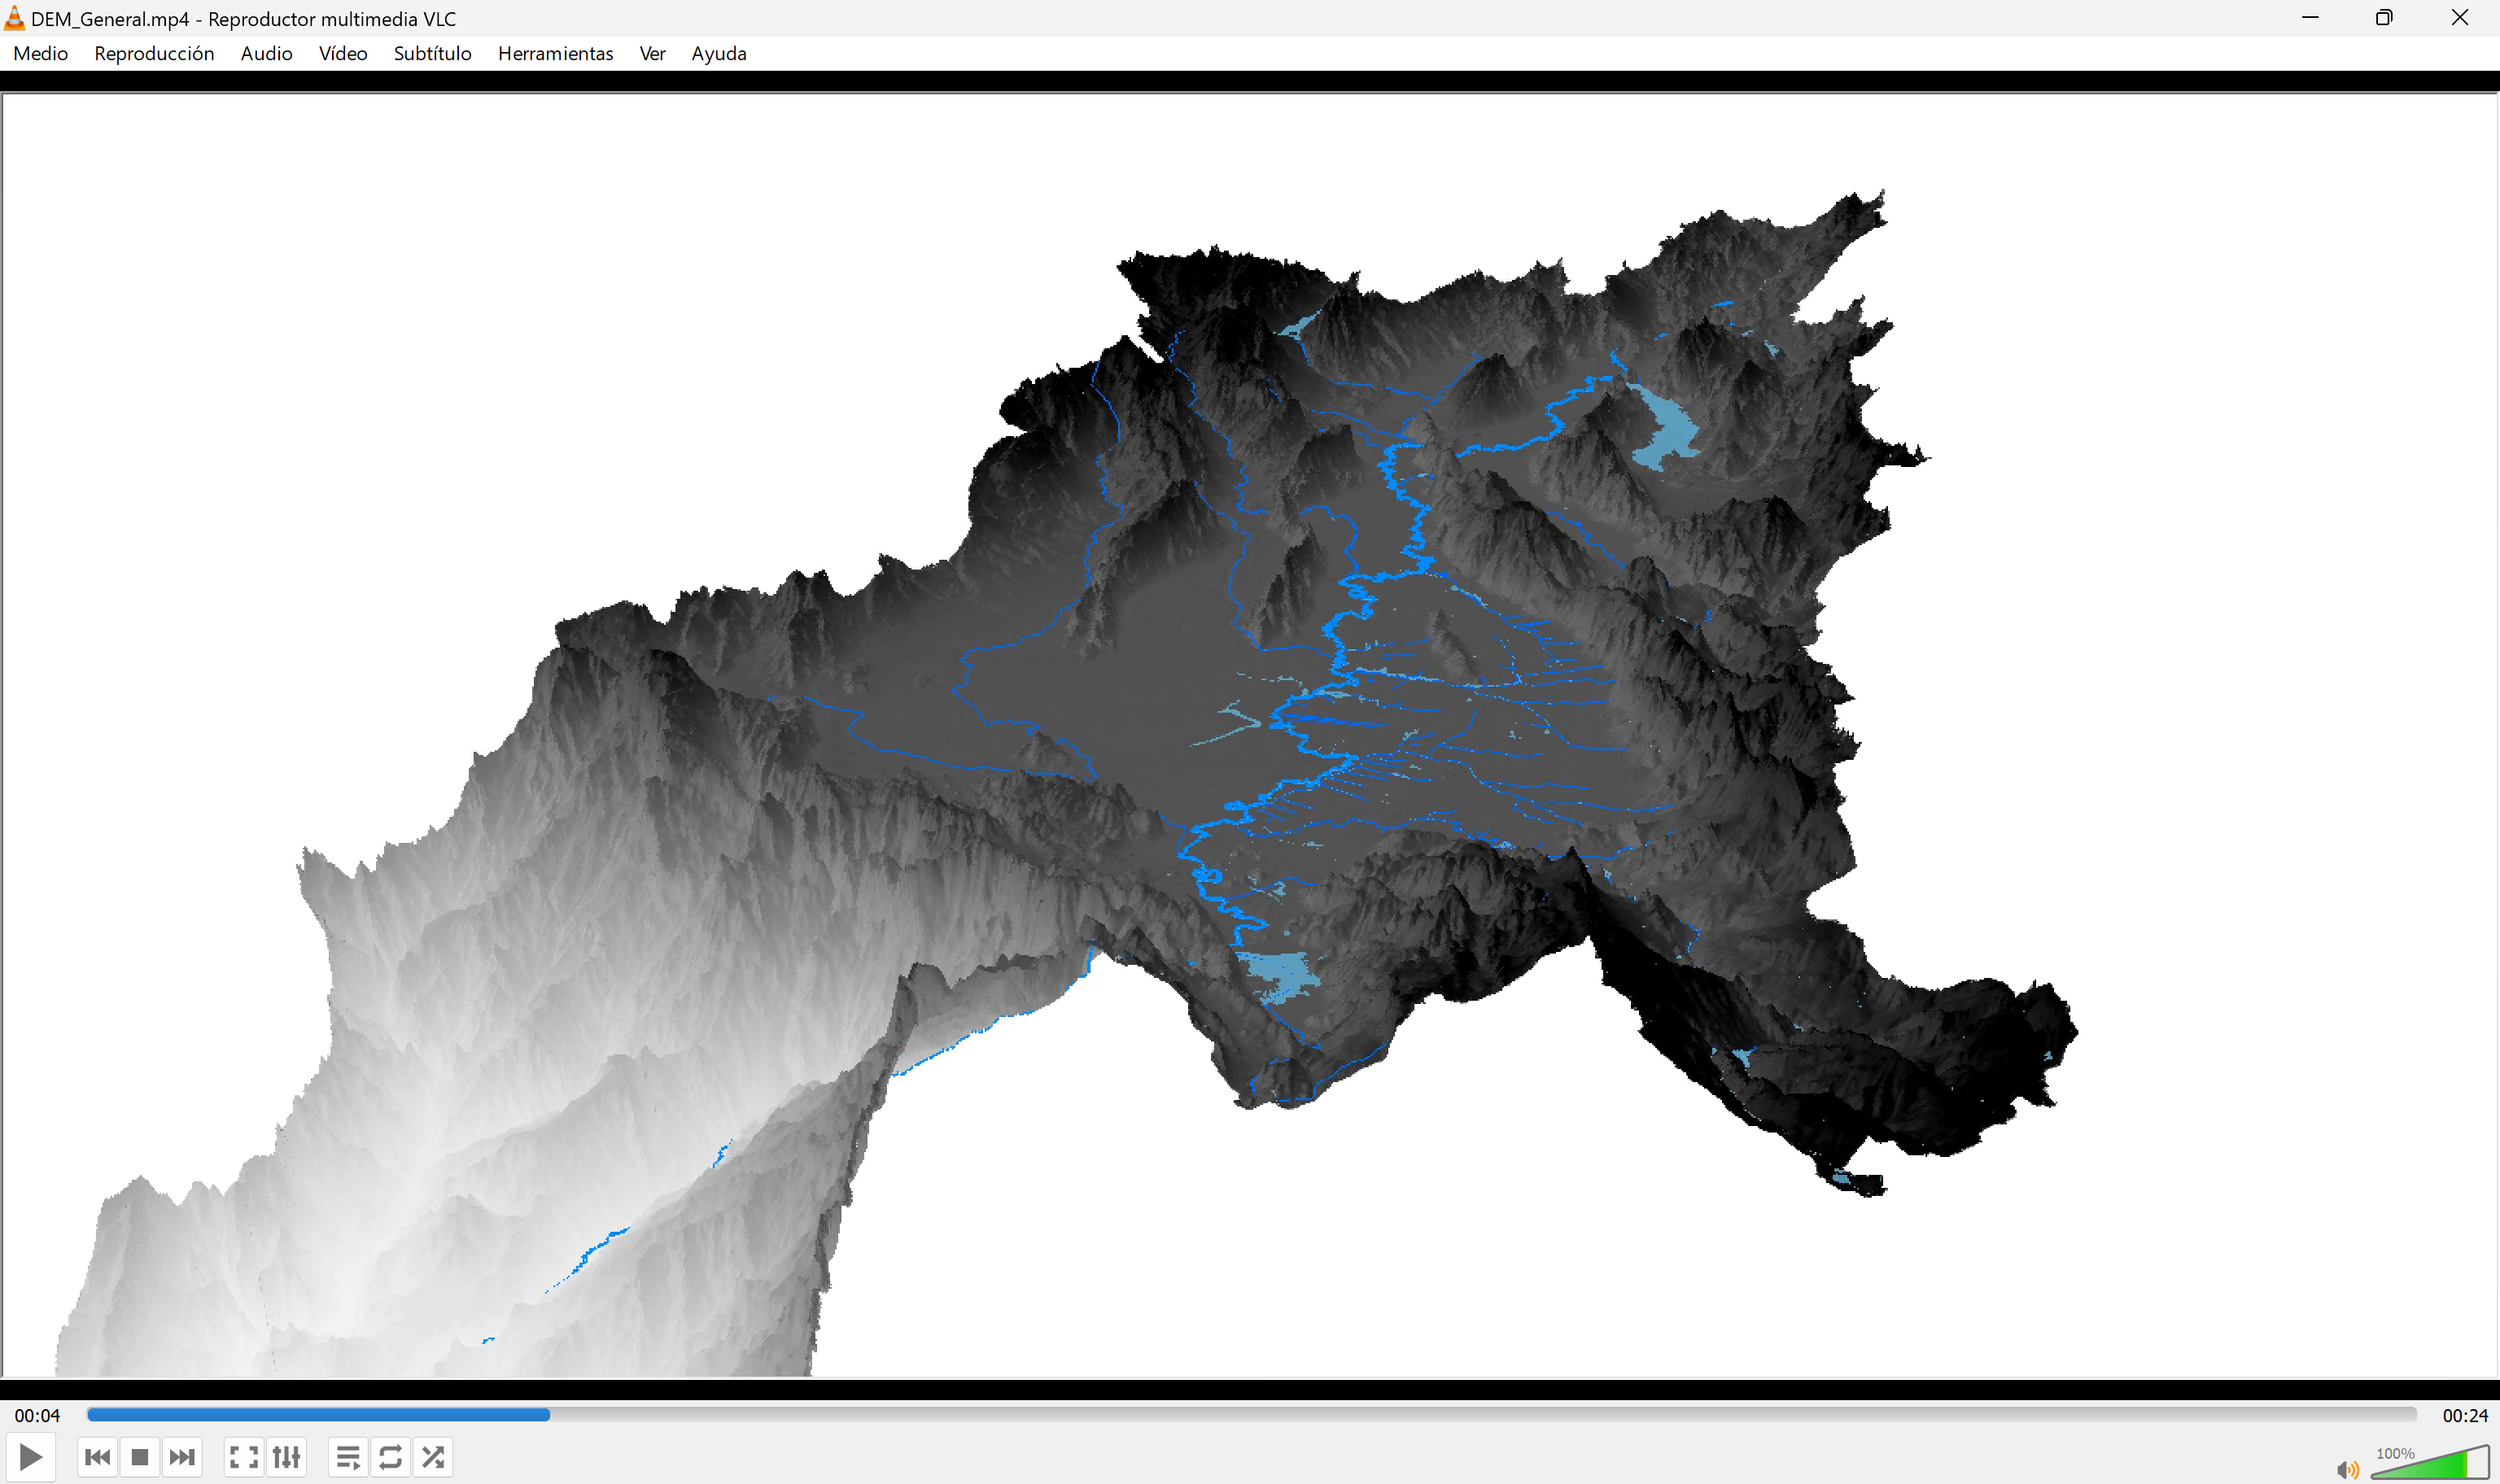 DEM_General.mp4 - Reproductor multimedia VLC
Medio Reproducción Audio Vídeo Subtítulo Herramientas Ver Ayuda
00:04 00:24
100%